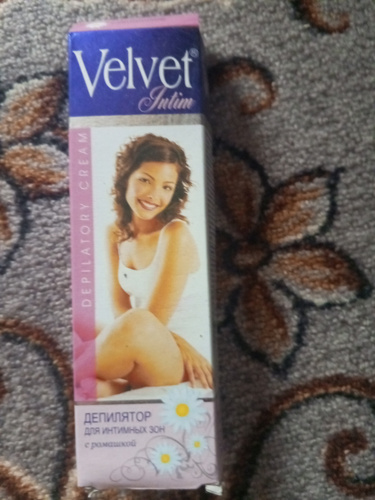 Velvet®
Intim
DEPILATORY CREAM
ДЕПИЛЯТОР
ДЛЯ ИНТИМНЫХ ЗОН
с ромашкой